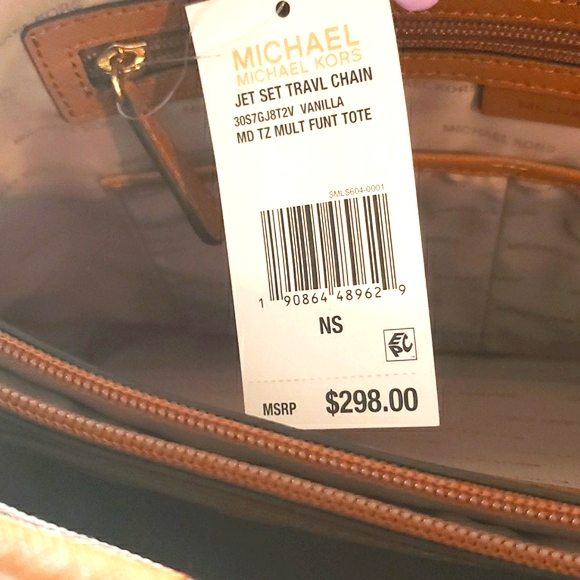 MICHAEL
MICHAEL KORS
JET SET TRAVL CHAIN
30S7GJ8T2V VANILLA
MD TZ MULT FUNT TOTE
SMLS604-0001
1 90864 48962 9
NS
EPC
MSRP $298.00